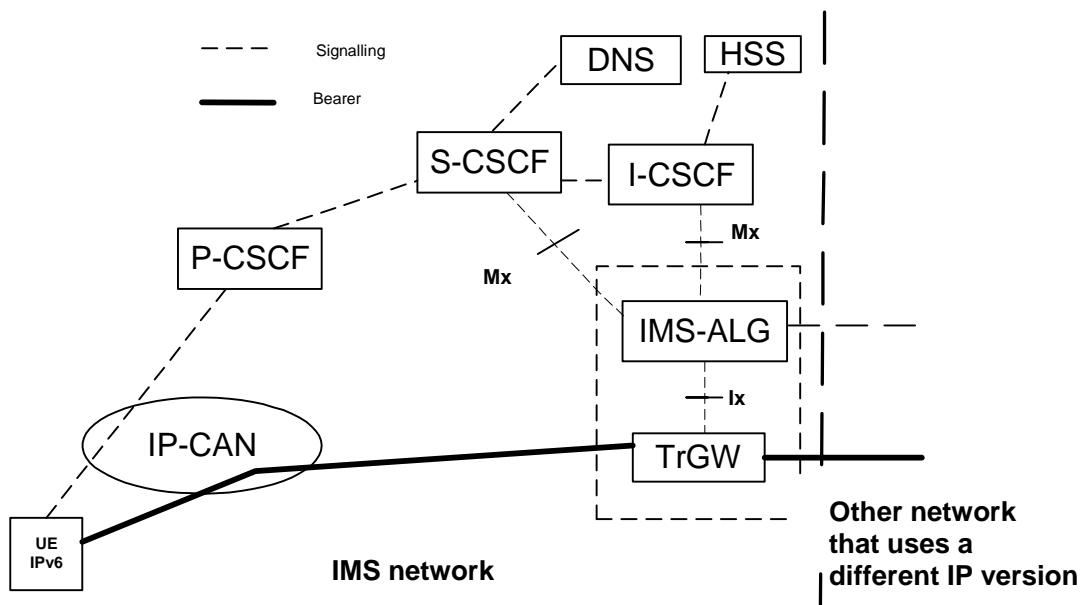 Signalling
Bearer
DNS
HSS
S-CSCF
I-CSCF
P-CSCF
Mx
Mx
IMS-ALG
Ix
IP-CAN
TrGW
UE
IPv6
IMS network
Other network
that uses a
different IP version